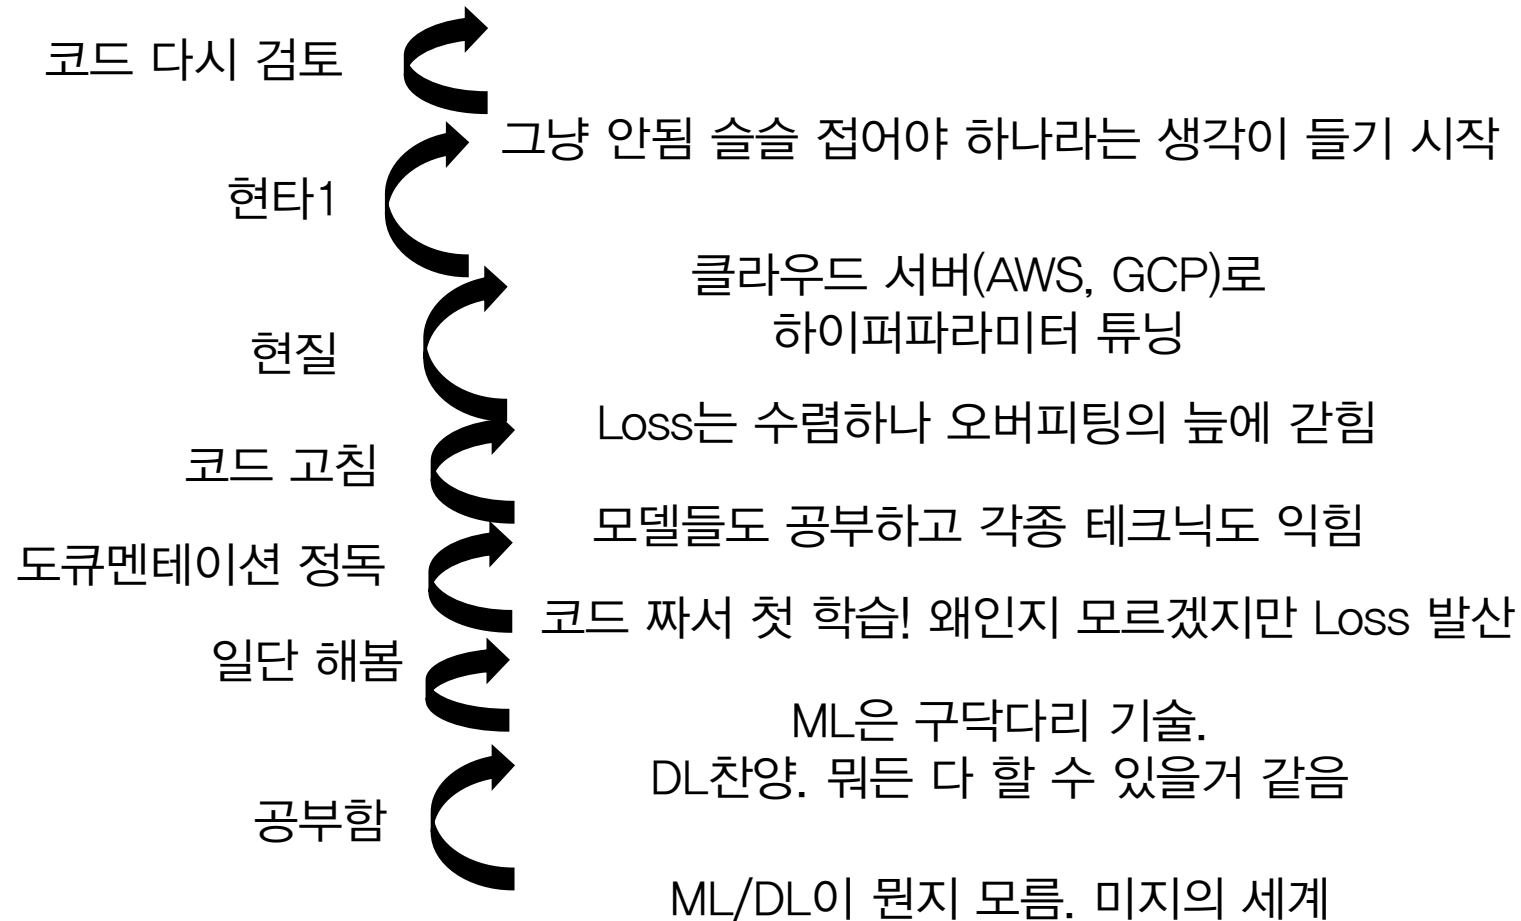 코드 다시 검토
그냥 안됨 슬슬 접어야 하나라는 생각이 들기 시작
현타1
클라우드 서버(AWS, GCP)로
하이퍼파라미터 튜닝
현질
Loss는 수렴하나 오버피팅의 늪에 갇힘
코드 고침
모델들도 공부하고 각종 테크닉도 익힘
도큐멘테이션 정독
코드 짜서 첫 학습! 왜인지 모르겠지만 Loss 발산
일단 해봄
ML은 구닥다리 기술.
DL찬양. 뭐든 다 할 수 있을거 같음
공부함
ML/DL이 뭔지 모름. 미지의 세계